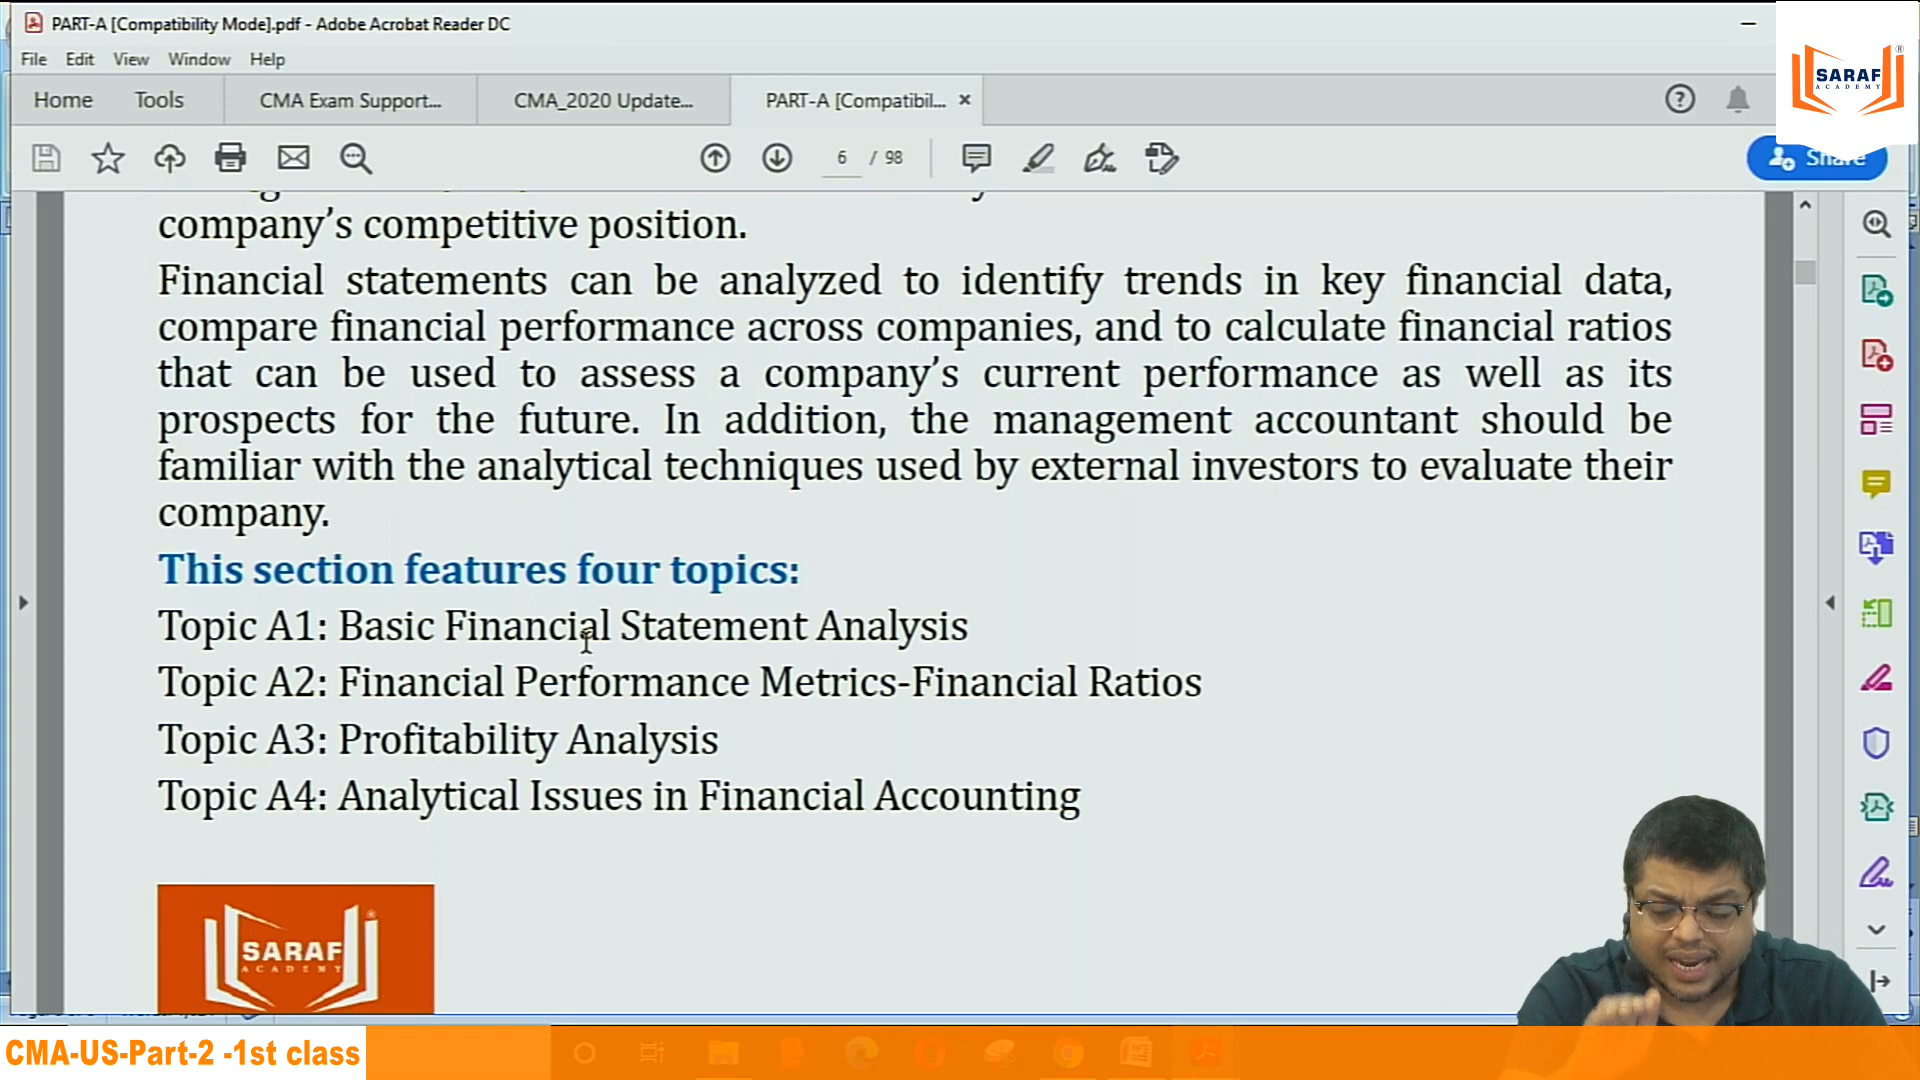 PART-A [Compatibility Mode].pdf - Adobe Acrobat Reader DC
SARAF
ACADEMY
File Edit View Window Help
Home Tools CMA Exam Support... CMA_2020 Update... PART-A [Compatibil... ×
6 / 98
Share
company's competitive position.
Financial statements can be analyzed to identify trends in key financial data,
compare financial performance across companies, and to calculate financial ratios
that can be used to assess a company's current performance as well as its
prospects for the future. In addition, the management accountant should be
familiar with the analytical techniques used by external investors to evaluate their
company.
This section features four topics:
Topic A1: Basic Financial Statement Analysis
Topic A2: Financial Performance Metrics-Financial Ratios
Topic A3: Profitability Analysis
Topic A4: Analytical Issues in Financial Accounting
SARAF
ACADEMY
CMA-US-Part-2 -1st class